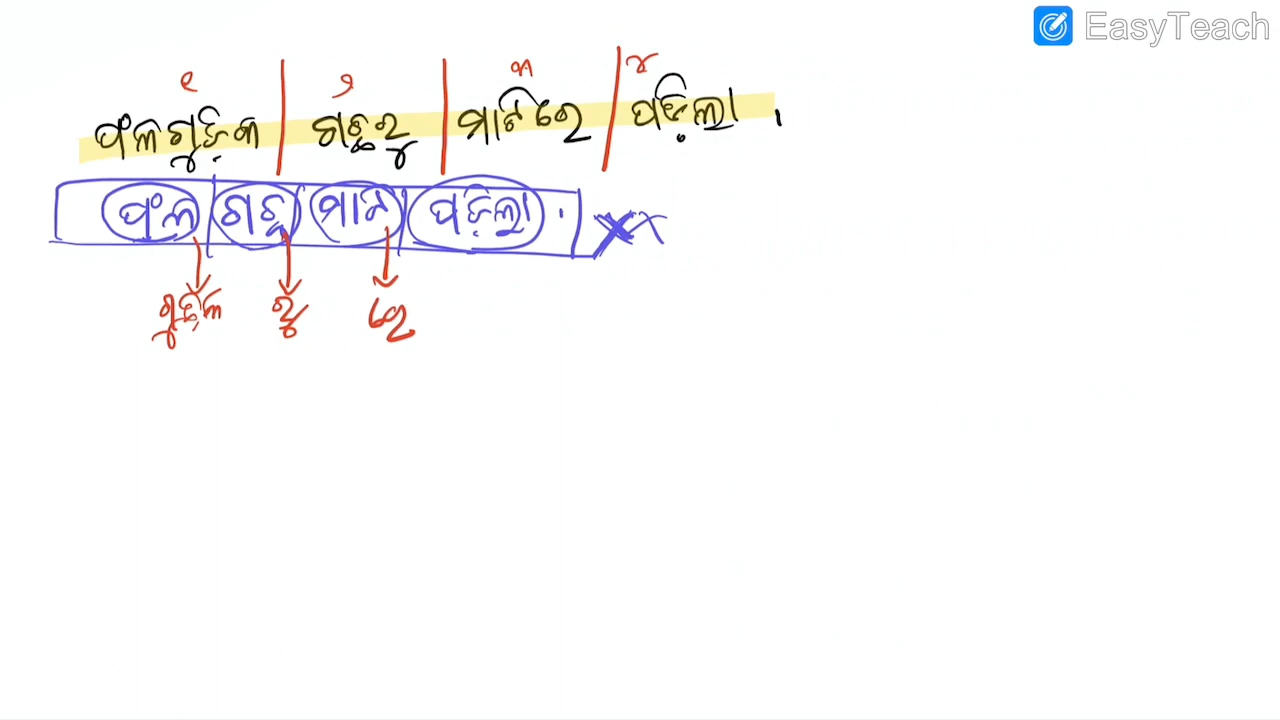 EasyTeach
୧ ୨ ୩ ୪
ଫଳଗୁଡ଼ିକ ଗଛରୁ ମାଟିରେ ପଡ଼ିଲା .
ଫଳ ଗଛ ମାଟି ପଡ଼ିଲା .
ଗୁଡ଼ିକ ରୁ ରେ